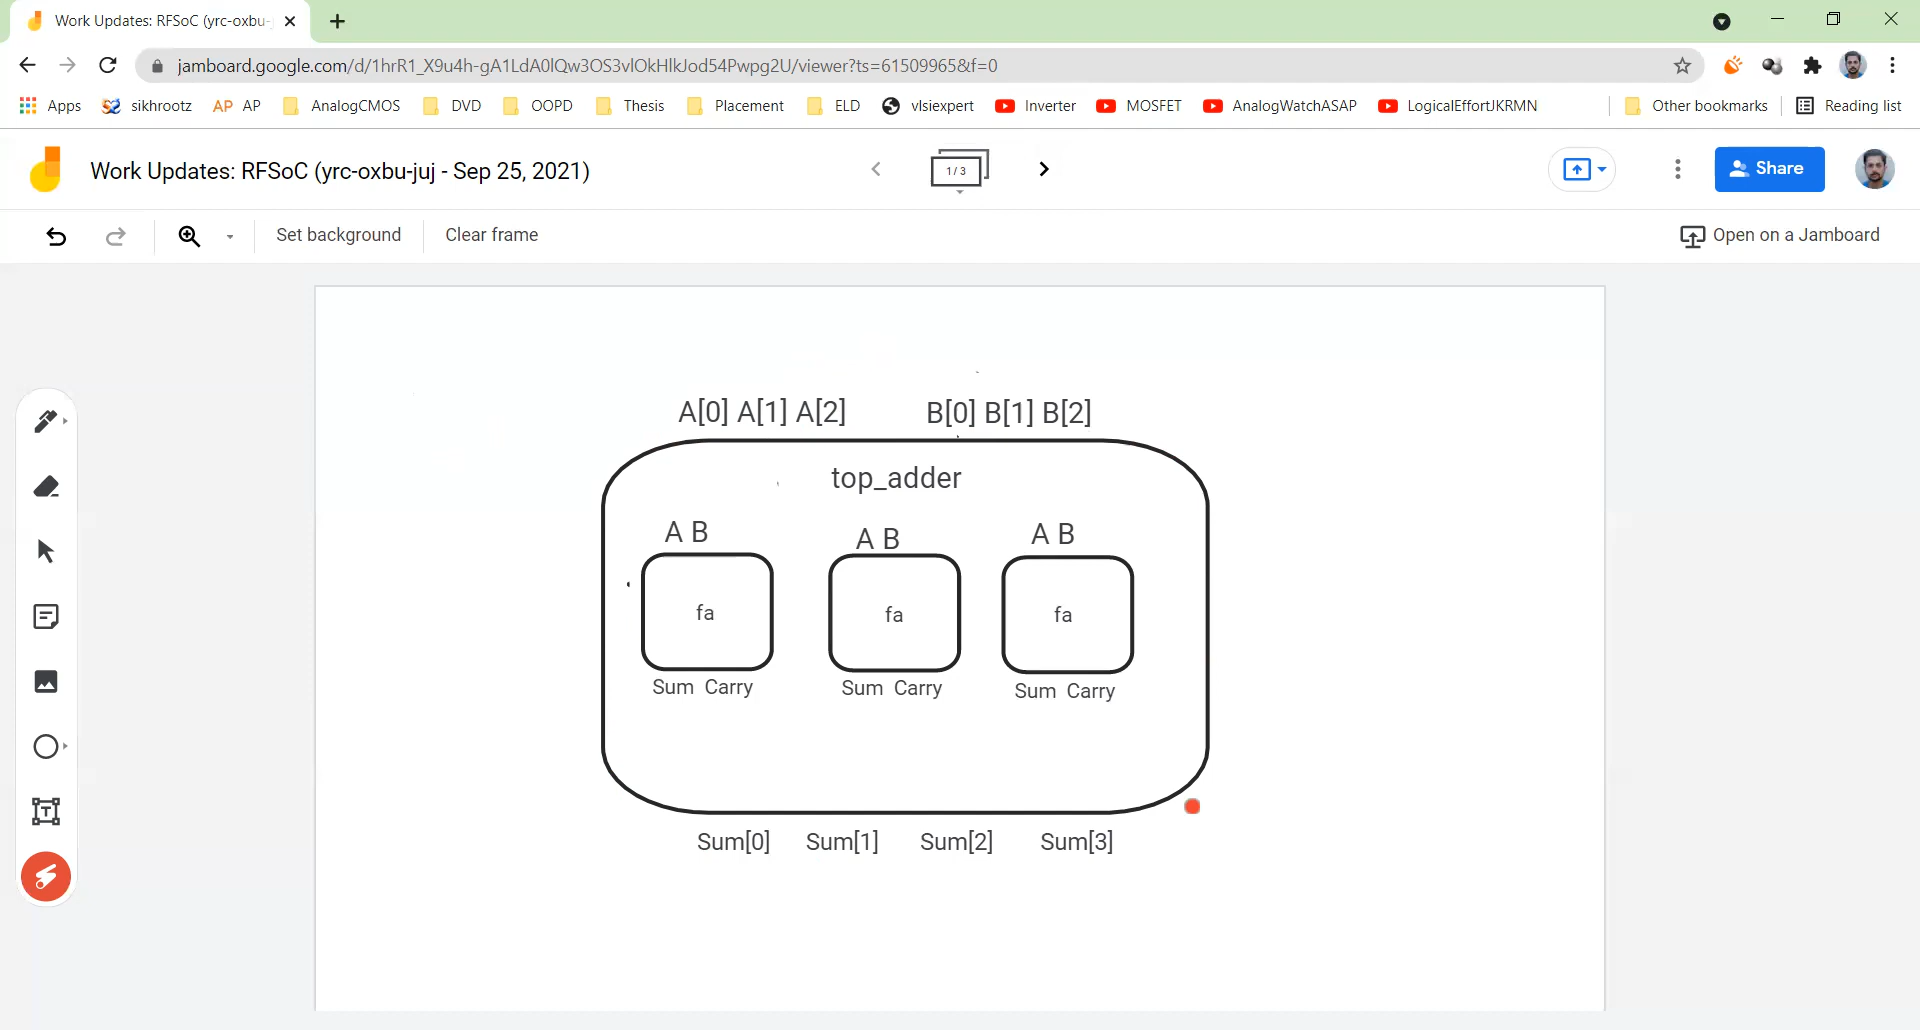 Work Updates: RFSoC (yrc-oxbu-
jamboard.google.com/d/1hrR1_X9u4h-gA1LdA0lQw3OS3vlOkHlkJod54Pwpg2U/viewer?ts=61509965&f=0
Apps sikhrootz AP AP AnalogCMOS DVD OOPD Thesis Placement ELD vlsiexpert Inverter MOSFET AnalogWatchASAP LogicalEffortJKRMN Other bookmarks Reading list
Work Updates: RFSoC (yrc-oxbu-juj - Sep 25, 2021) 1 / 3 Share
Set background Clear frame Open on a Jamboard
A[0] A[1] A[2] B[0] B[1] B[2]
top_adder
A B A B A B
fa fa fa
Sum Carry Sum Carry Sum Carry
Sum[0] Sum[1] Sum[2] Sum[3]